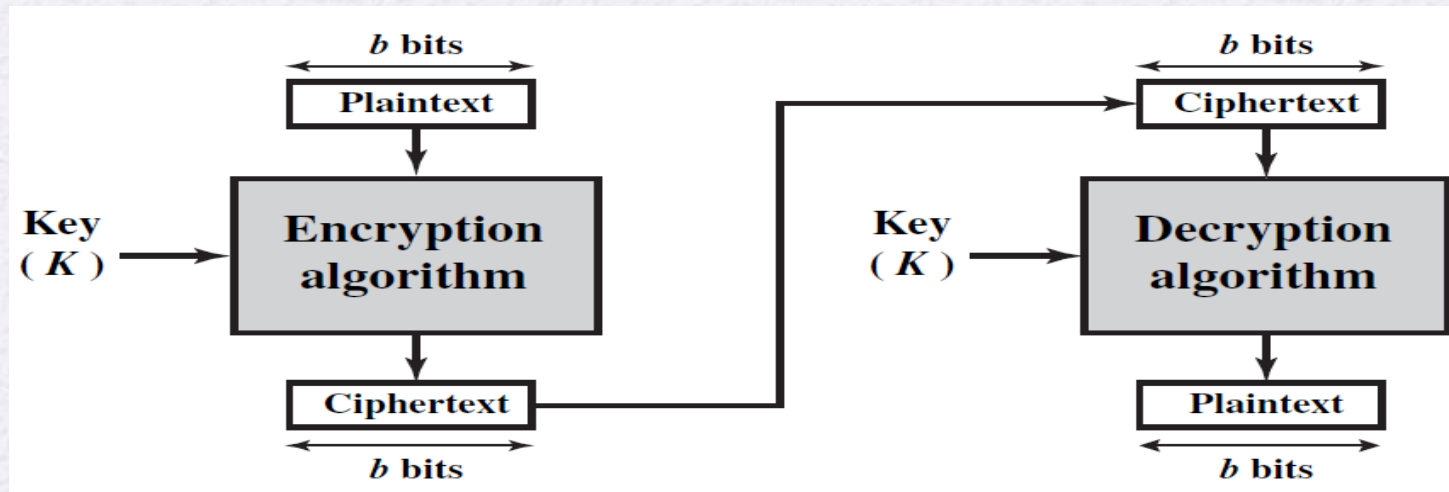 b bits
Plaintext
Key
( K )
Encryption
algorithm
Ciphertext
b bits
b bits
Ciphertext
Key
( K )
Decryption
algorithm
Plaintext
b bits